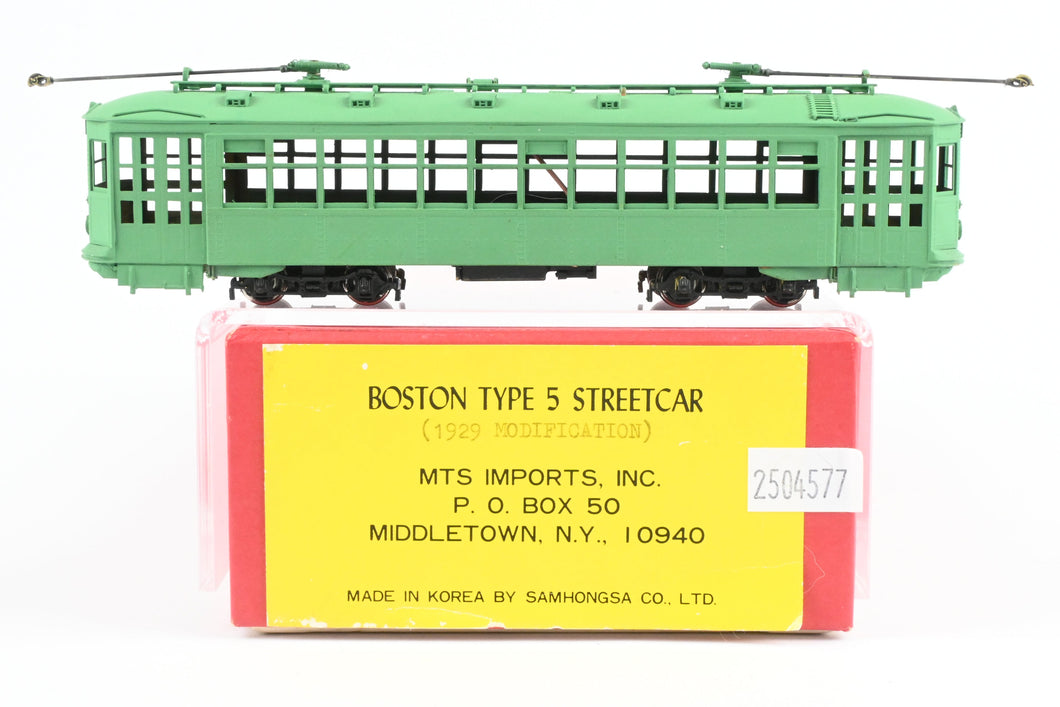 BOSTON TYPE 5 STREETCAR
(1929 MODIFICATION)
MTS IMPORTS, INC.
P. O. BOX 50
MIDDLETOWN, N.Y., 10940
MADE IN KOREA BY SAMHONGSA CO., LTD.
2504577